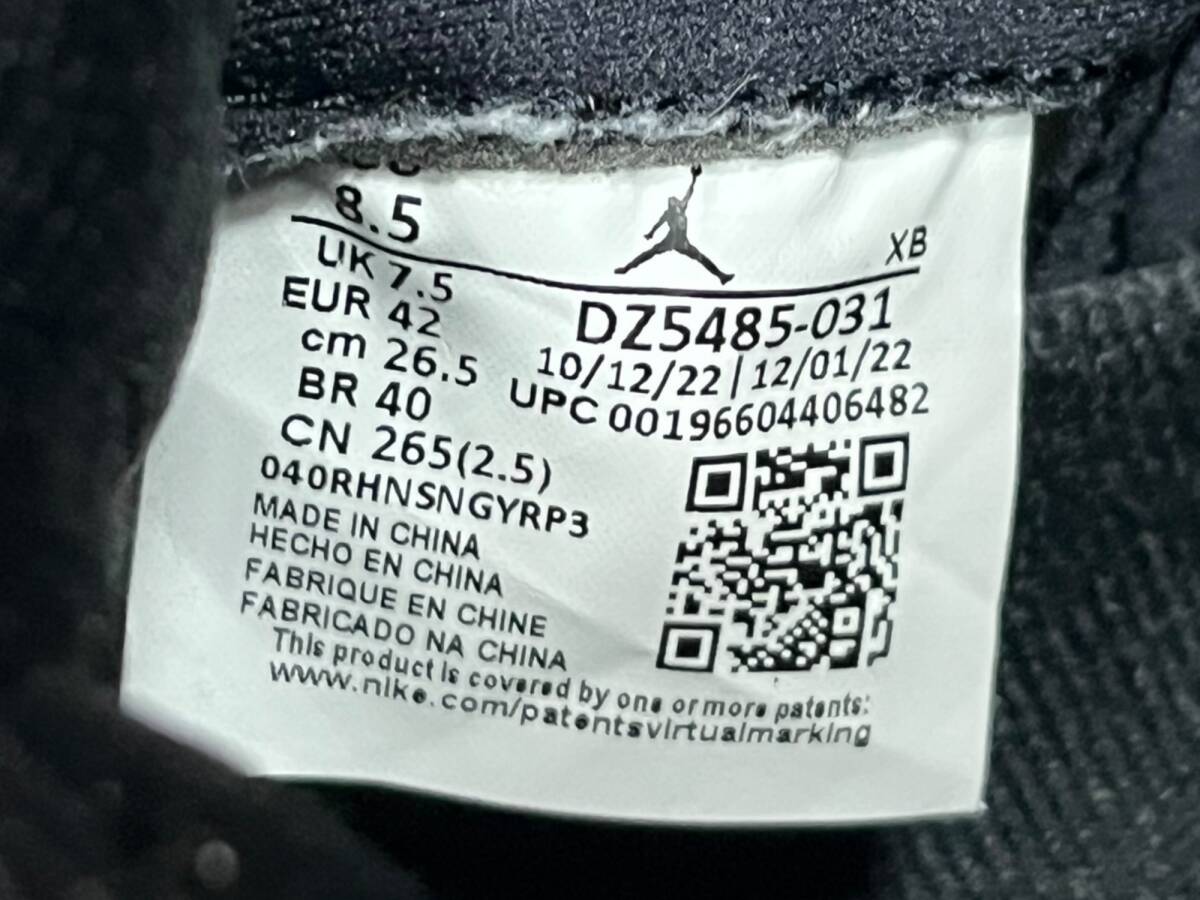 8.5
XB
UK 7.5
EUR 42
cm 26.5
BR 40
CN 265(2.5)
DZ5485-031
10/12/22 | 12/01/22
UPC 00196604406482
040RHNSNGYRP3
MADE IN CHINA
HECHO EN CHINA
FABRIQUE EN CHINE
FABRICADO NA CHINA
This product is covered by one or more patents:
www.nike.com/patentsvirtualmarking